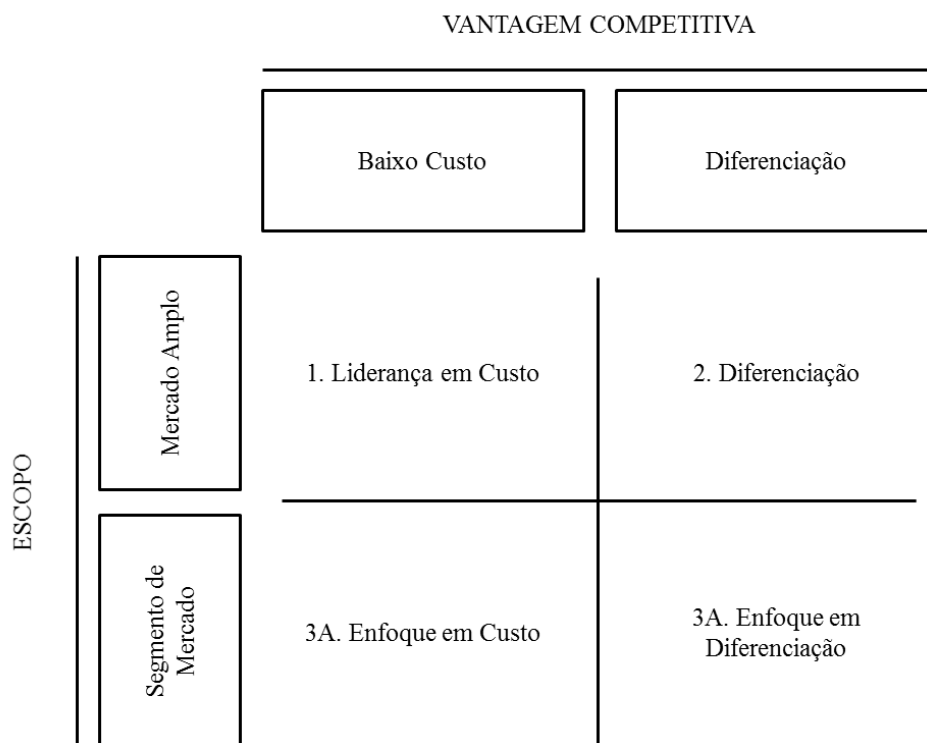 VANTAGEM COMPETITIVA
Baixo Custo
Diferenciação
ESCOPO
Mercado Amplo
1. Liderança em Custo
2. Diferenciação
Segmento de
Mercado
3A. Enfoque em Custo
3A. Enfoque em
Diferenciação